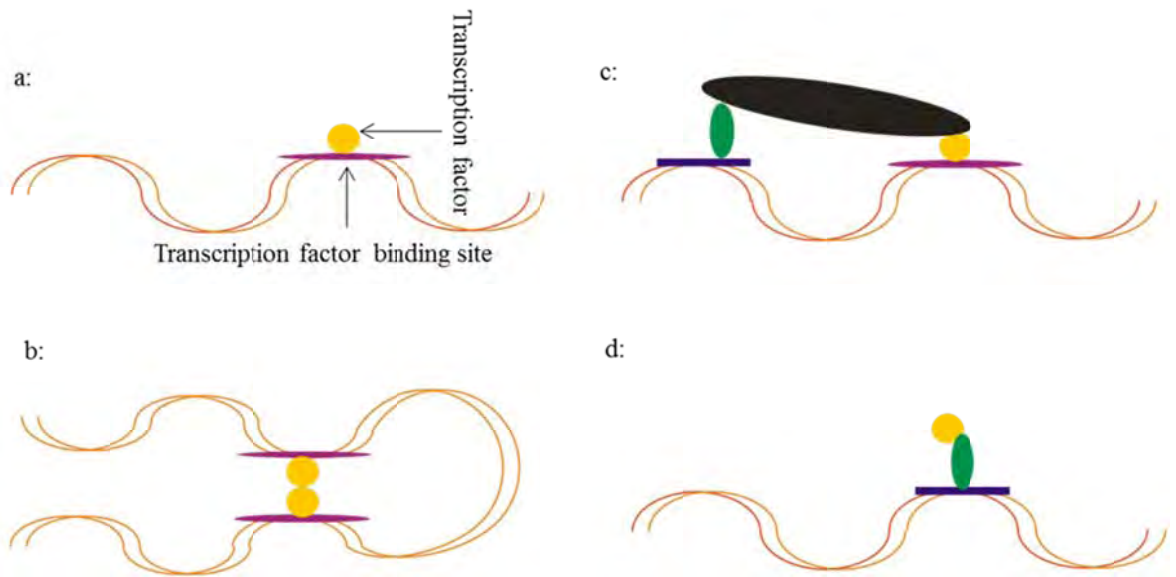 a:
Transcription factor
Transcription factor binding site
b:
c:
d: